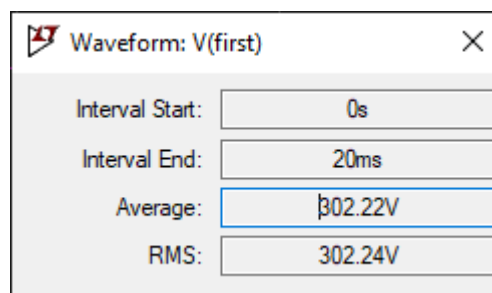 Waveform: V(first)
Interval Start: 0s
Interval End: 20ms
Average: 302.22V
RMS: 302.24V